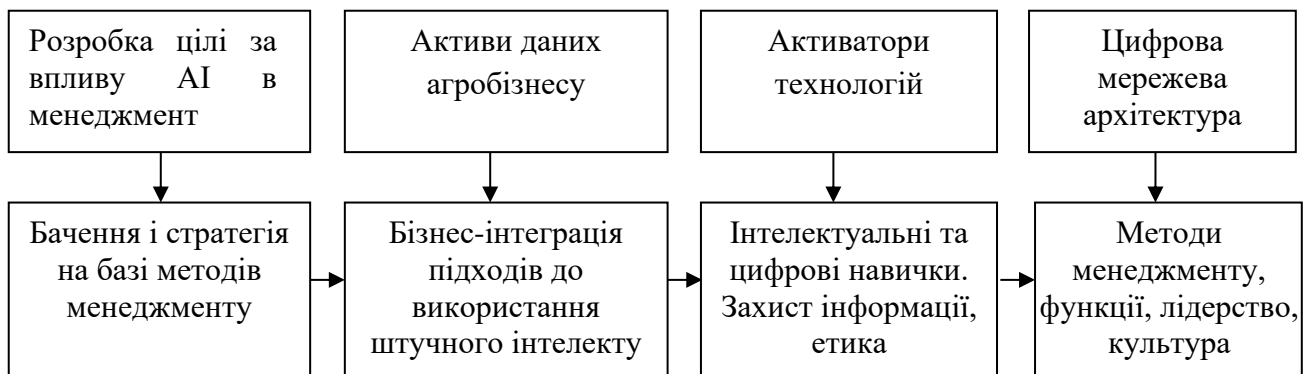 Розробка цілі за
впливу АІ в
менеджмент
Активи даних
агробізнесу
Активатори
технологій
Цифрова
мережева
архітектура
Бачення і стратегія
на базі методів
менеджменту
Бізнес-інтеграція
підходів до
використання
штучного інтелекту
Інтелектуальні та
цифрові навички.
Захист інформації,
етика
Методи
менеджменту,
функції, лідерство,
культура